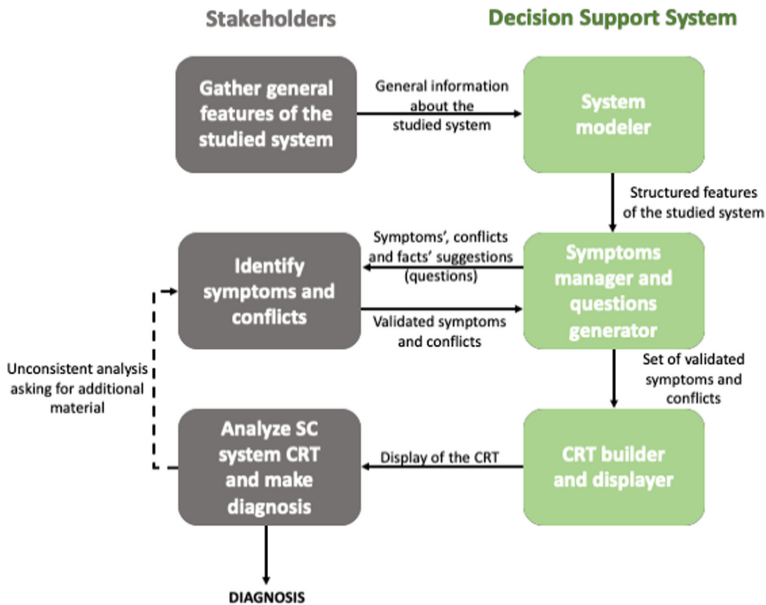 Stakeholders
Decision Support System
Gather general
features of the
studied system
General information
about the
studied system
System
modeler
Structured features
of the studied system
Identify
symptoms and
conflicts
Symptoms', conflicts
and facts' suggestions
(questions)
Validated symptoms
and conflicts
Symptoms
manager and
questions
generator
Unconsistent analysis
asking for additional
material
Set of validated
symptoms and
conflicts
Analyze SC
system CRT
and make
diagnosis
Display of the CRT
CRT builder
and displayer
DIAGNOSIS